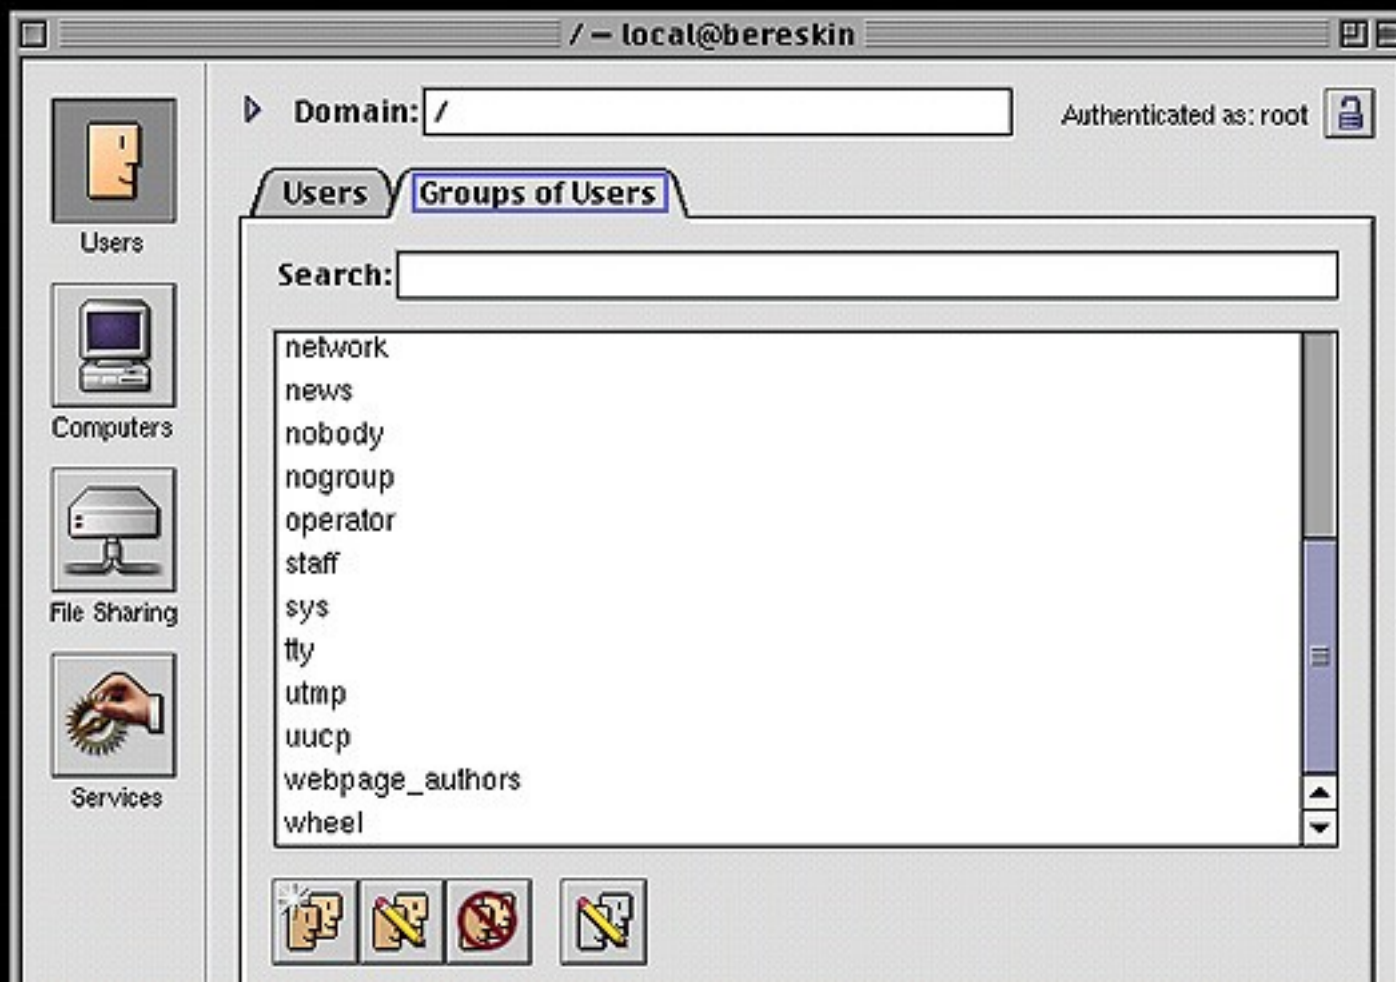 / — local@bereskin
Users
Computers
File Sharing
Services
Domain: /
Authenticated as: root
Users
Groups of Users
Search:
network
news
nobody
nogroup
operator
staff
sys
tty
utmp
uucp
webpage_authors
wheel